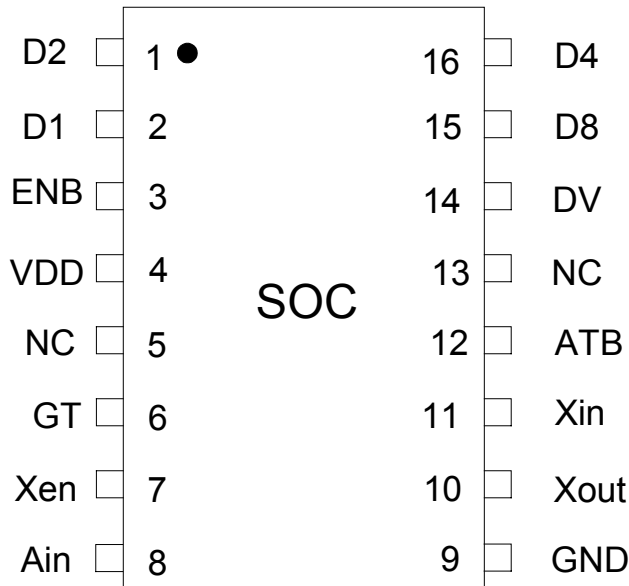 D2 1 16 D4
D1 2 15 D8
ENB 3 14 DV
VDD 4 13 NC
SOC
NC 5 12 ATB
GT 6 11 Xin
Xen 7 10 Xout
Ain 8 9 GND